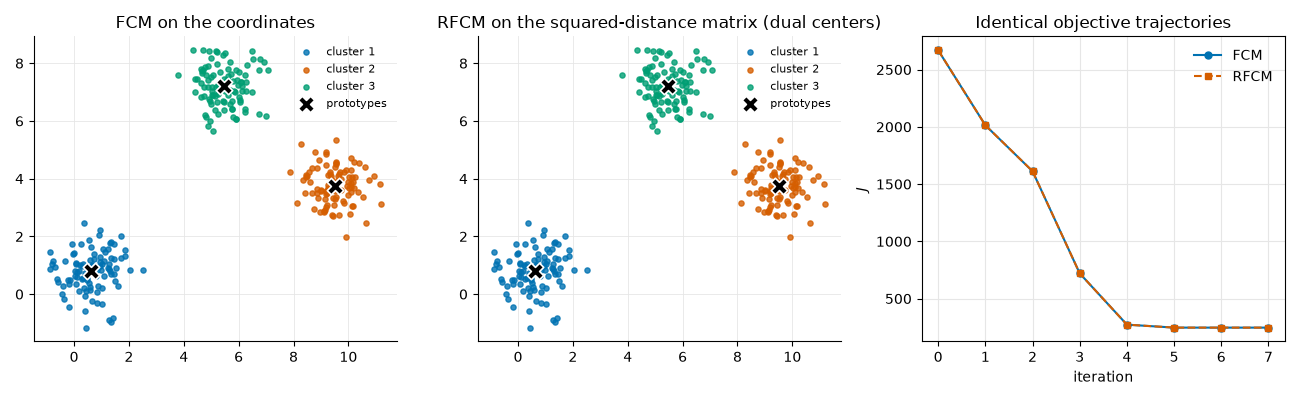 FCM on the coordinates
cluster 1
cluster 2
cluster 3
prototypes
8
6
4
2
0
0 2 4 6 8 10
RFCM on the squared-distance matrix (dual centers)
cluster 1
cluster 2
cluster 3
prototypes
8
6
4
2
0
0 2 4 6 8 10
Identical objective trajectories
FCM
RFCM
J
2500
2000
1500
1000
500
0 1 2 3 4 5 6 7
iteration